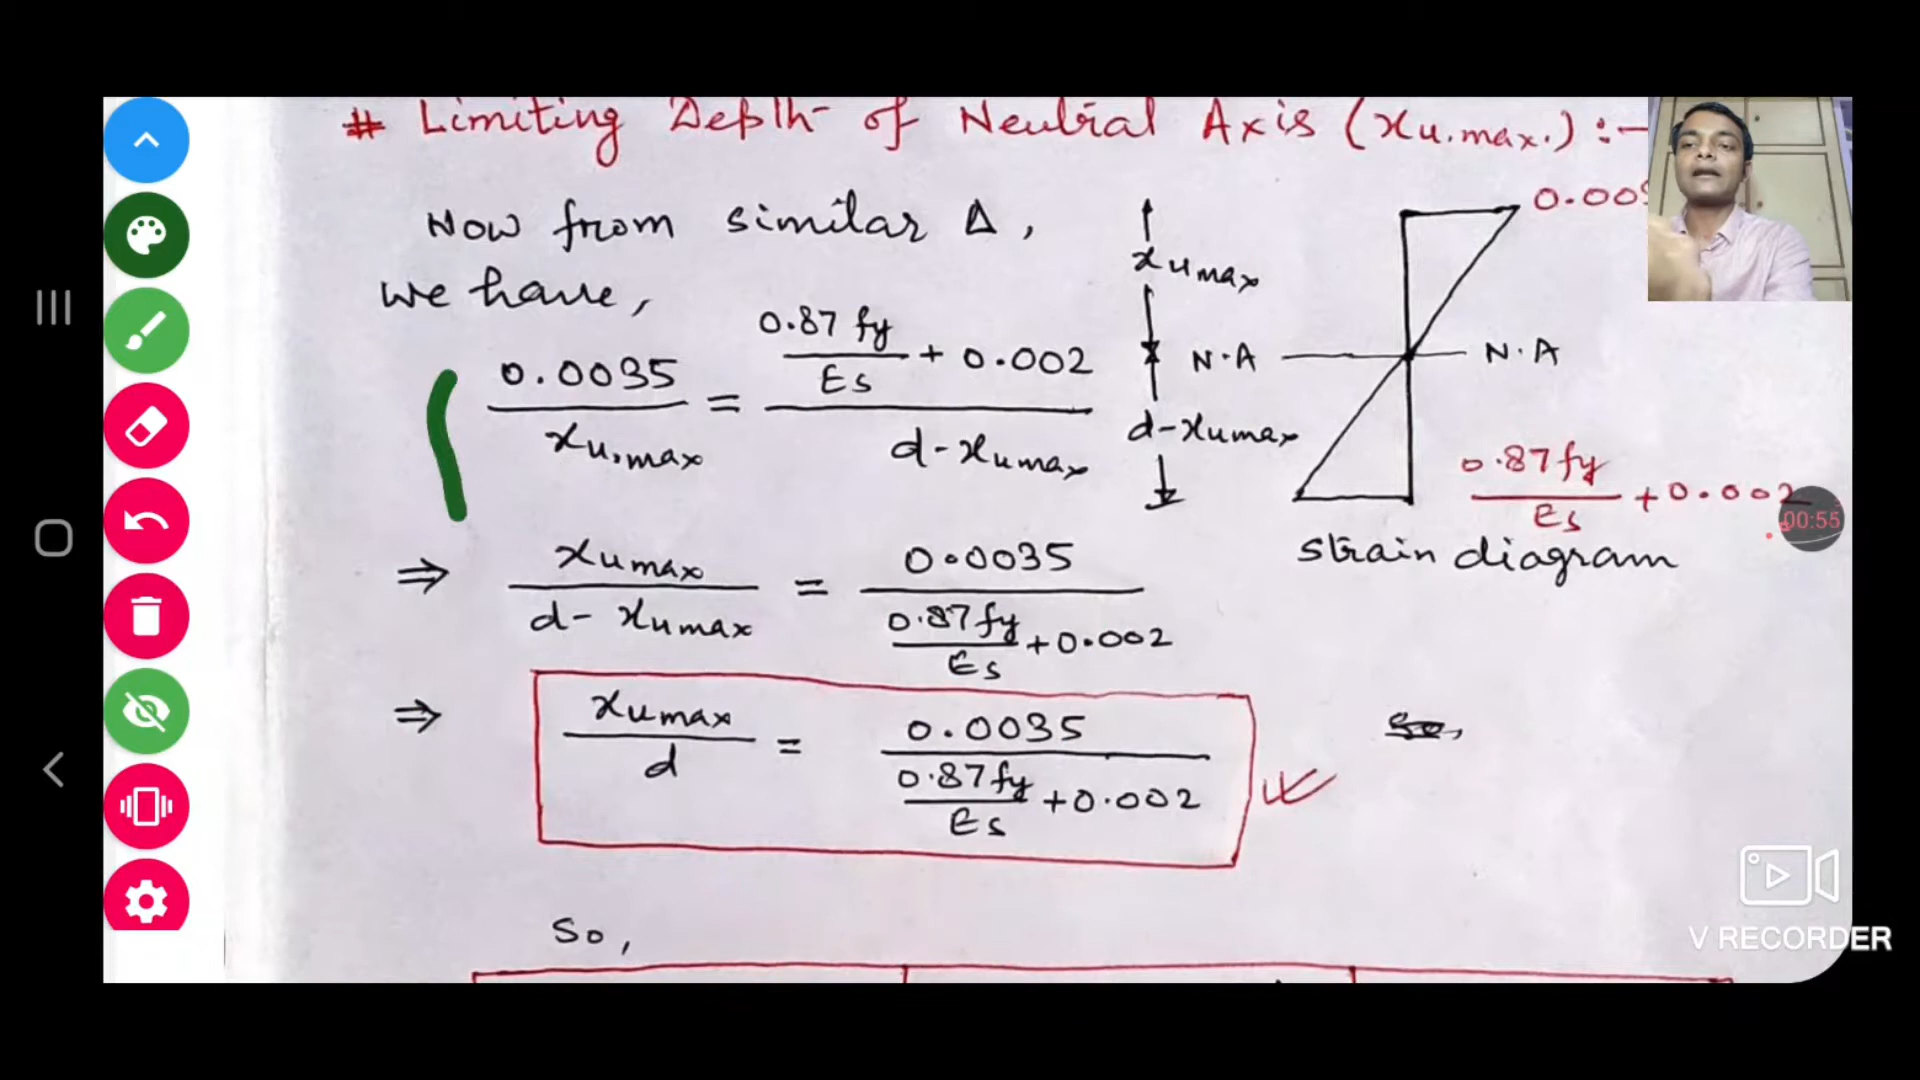 # Limiting Depth of Neutral Axis (xu.max.) :-
Now from similar Δ,
we have,
0.0035 / xu.max = (0.87 fy / Es + 0.002) / (d - xumax)
⇒ xumax / (d - xumax) = 0.0035 / (0.87fy / Es + 0.002)
⇒ xumax / d = 0.0035 / (0.87fy / Es + 0.002)
So,
So,
xumax
N.A
N.A
d-xumax
0.87fy / Es + 0.002
strain diagram
00:55
V RECORDER